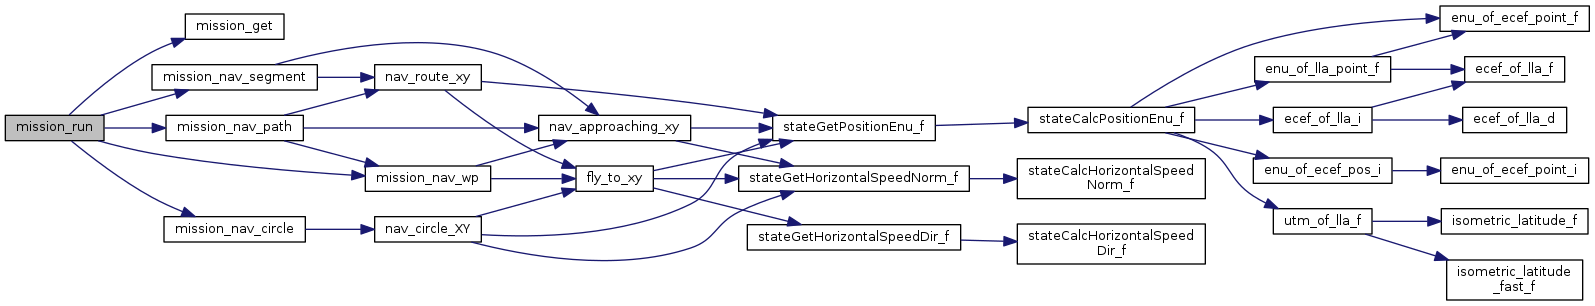 mission_run
mission_get
mission_nav_segment
mission_nav_path
mission_nav_wp
mission_nav_circle
nav_route_xy
nav_circle_XY
nav_approaching_xy
fly_to_xy
stateGetPositionEnu_f
stateGetHorizontalSpeedNorm_f
stateGetHorizontalSpeedDir_f
stateCalcPositionEnu_f
stateCalcHorizontalSpeed
Norm_f
stateCalcHorizontalSpeed
Dir_f
enu_of_lla_point_f
ecef_of_lla_i
enu_of_ecef_pos_i
utm_of_lla_f
enu_of_ecef_point_f
ecef_of_lla_f
ecef_of_lla_d
enu_of_ecef_point_i
isometric_latitude_f
isometric_latitude
_fast_f